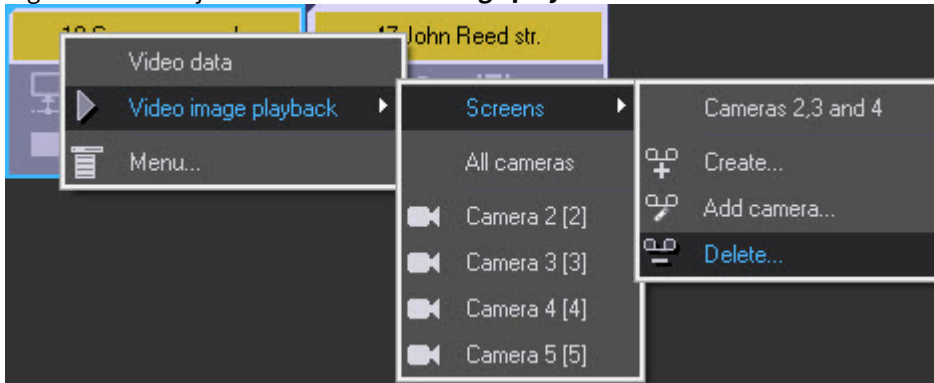 John Reed str.
Video data
Video image playback
Menu...
Screens
All cameras
Camera 2 [2]
Camera 3 [3]
Camera 4 [4]
Camera 5 [5]
Cameras 2,3 and 4
Create...
Add camera...
Delete...